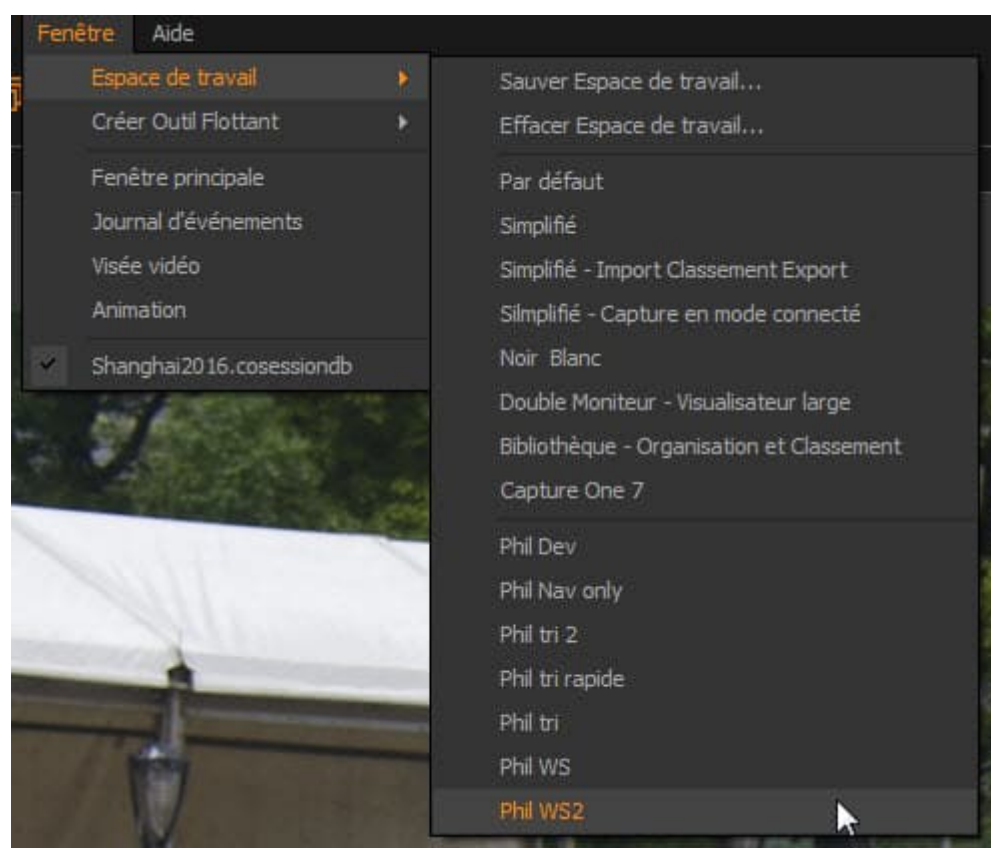 Fenêtre Aide
Espace de travail
Créer Outil Flottant
Fenêtre principale
Journal d'événements
Visée vidéo
Animation
Shanghai2016.cosessiondb
Sauver Espace de travail...
Effacer Espace de travail...
Par défaut
Simplifié
Simplifié - Import Classement Export
Silmplifié - Capture en mode connecté
Noir  Blanc
Double Moniteur - Visualisateur large
Bibliothèque - Organisation et Classement
Capture One 7
Phil Dev
Phil Nav only
Phil tri 2
Phil tri rapide
Phil tri
Phil WS
Phil WS2